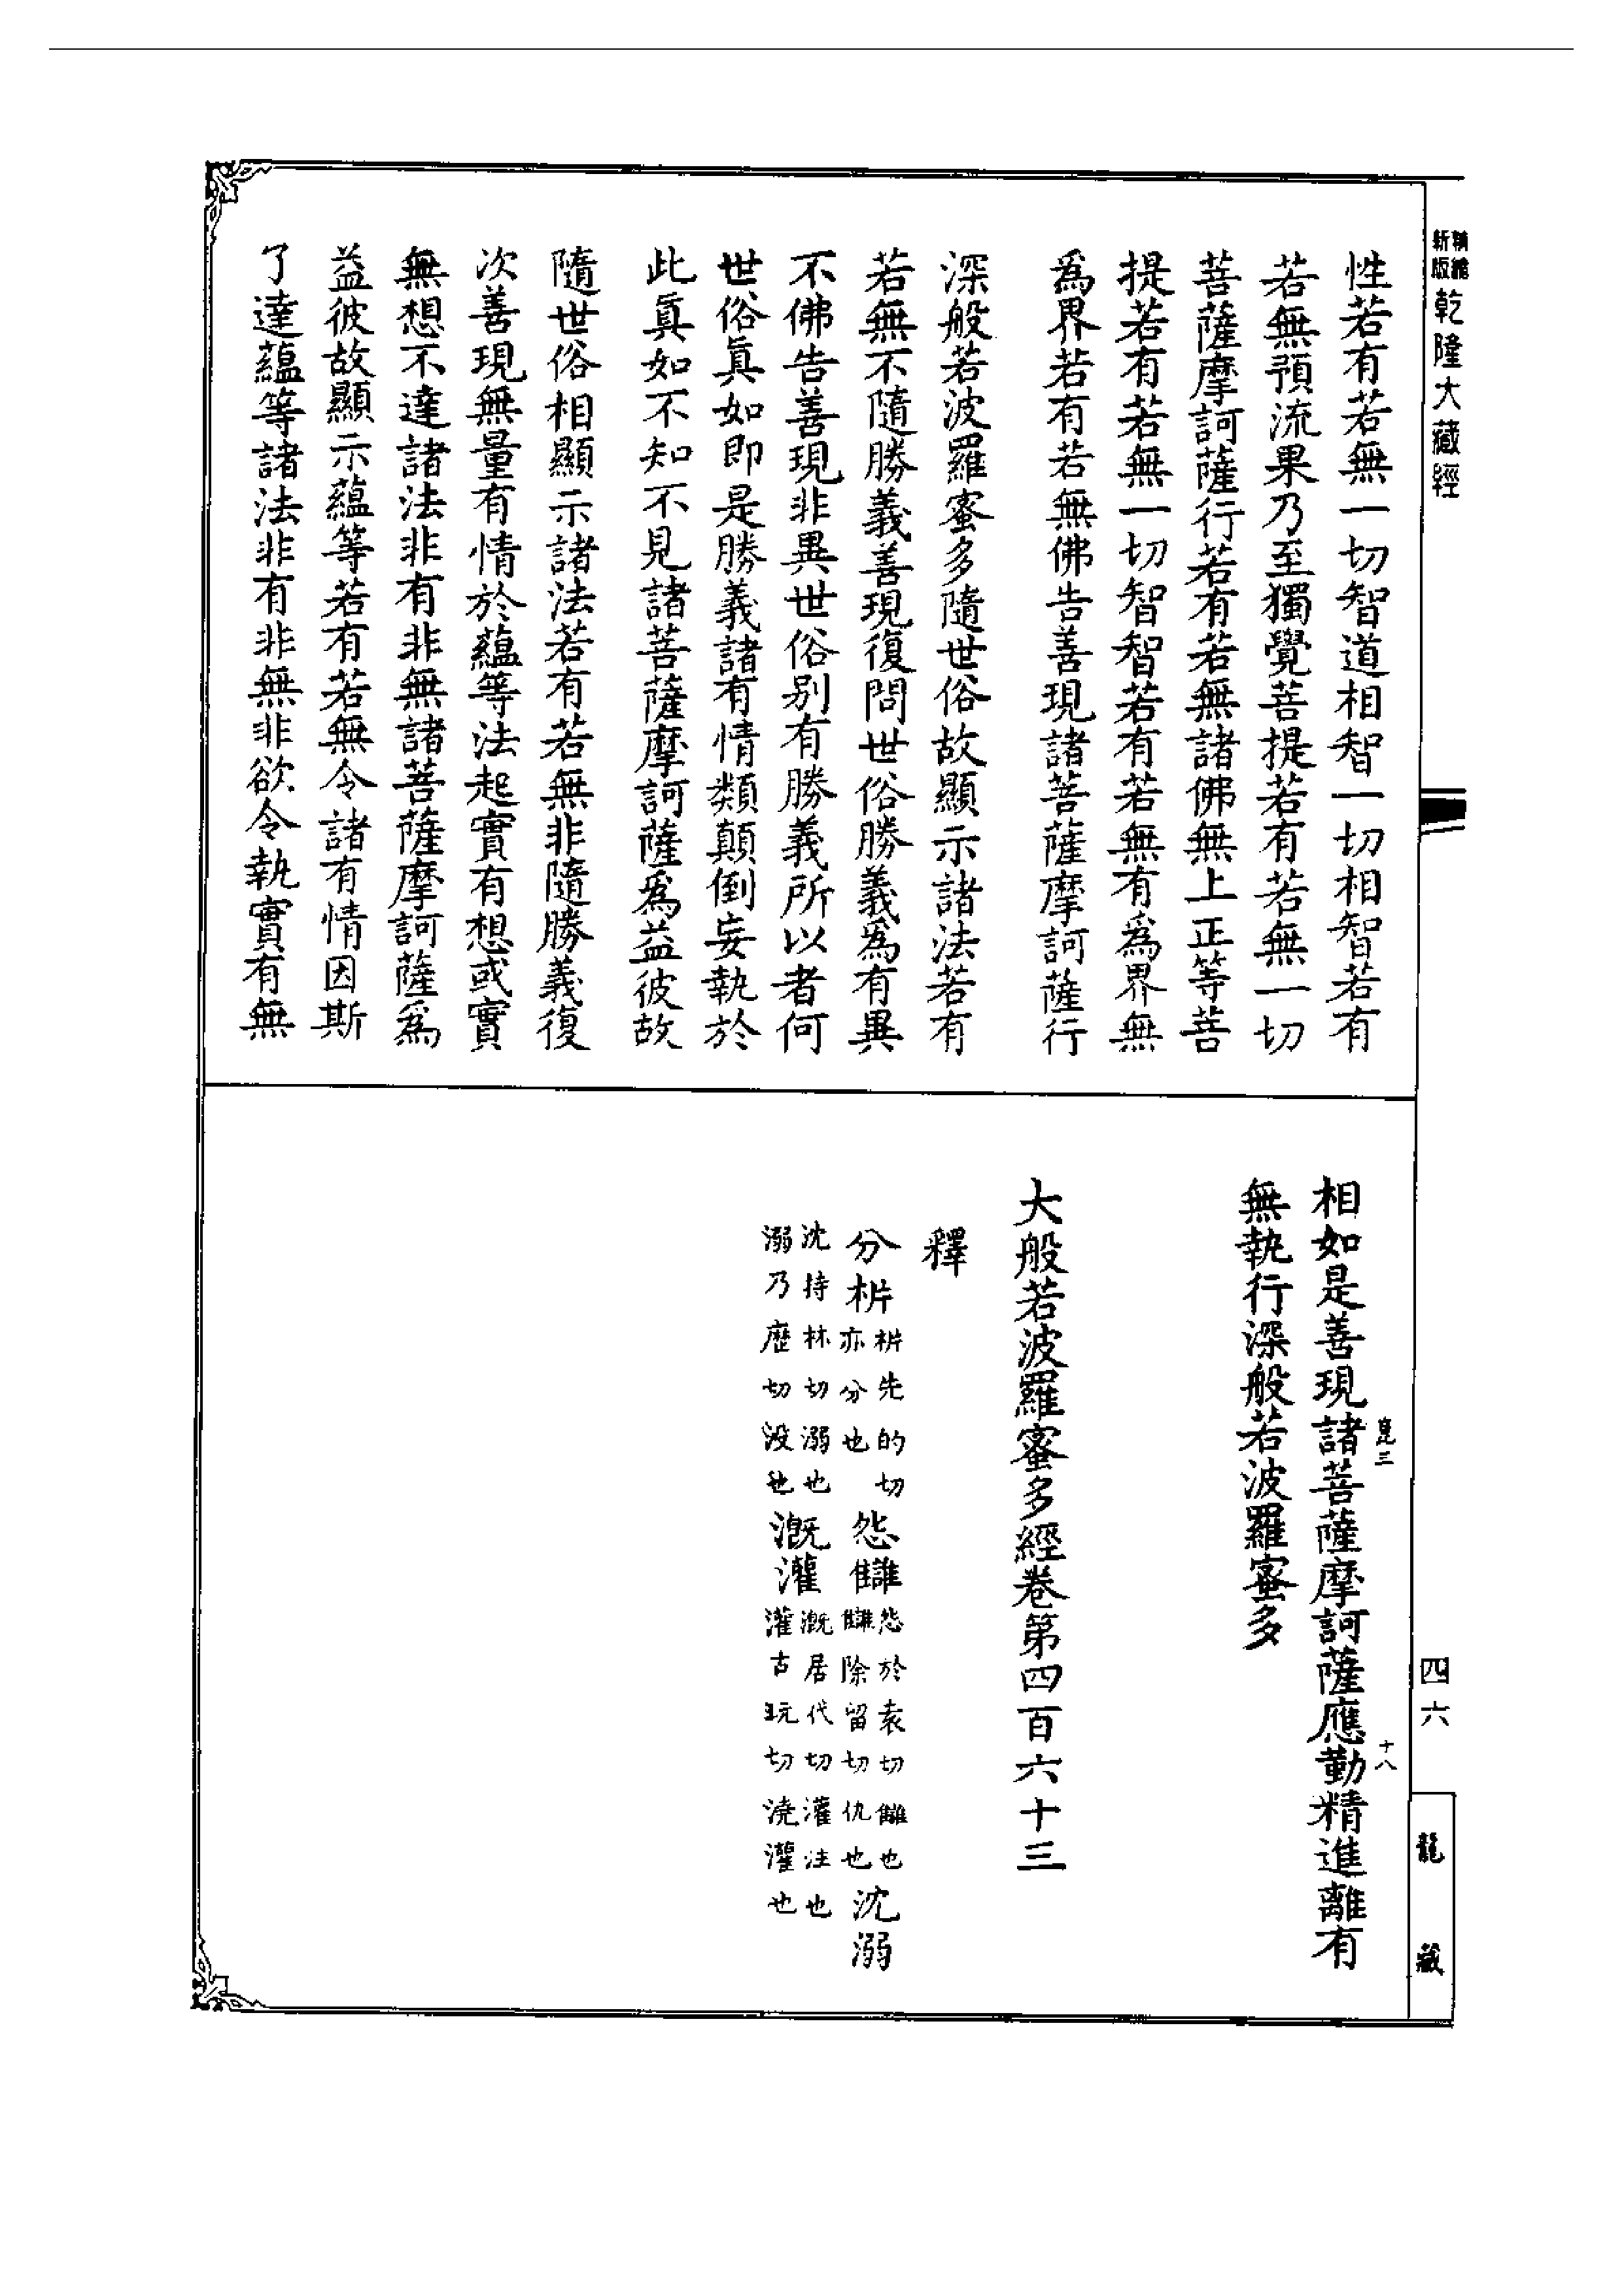 精縮新版乾隆大藏經
性若有若無一切智道相智一切相智若有
若無預流果乃至獨覺菩提若有若無一切
菩薩摩訶薩行若有若無諸佛無上正等菩
提若有若無一切智智若有若無有為界無
為界若有若無佛告善現諸菩薩摩訶薩行
深般若波羅蜜多隨世俗故顯示諸法若有
若無不隨勝義善現復問世俗勝義為有異
不佛告善現非異世俗別有勝義所以者何
世俗真如即是勝義諸有情類顛倒妄執於
此真如不知不見諸菩薩摩訶薩為益彼故
隨世俗相顯示諸法若有若無非隨勝義復
次善現無量有情於蘊等法起實有想或實
無想不達諸法非有非無諸菩薩摩訶薩為
益彼故顯示蘊等若有若無令諸有情因斯
了達蘊等諸法非有非無非欲令執實有無
崑三
十八
相如是善現諸菩薩摩訶薩應勤精進離有
無執行深般若波羅蜜多
大般若波羅蜜多經卷第四百六十三
釋
分枿枿先的切亦分也怨讎怨於袁切讎也讎除留切仇也沈溺
沈持林切溺也溺乃歷切沒也溉灌溉居代切灌注也灌古玩切澆灌也
四六
龍藏